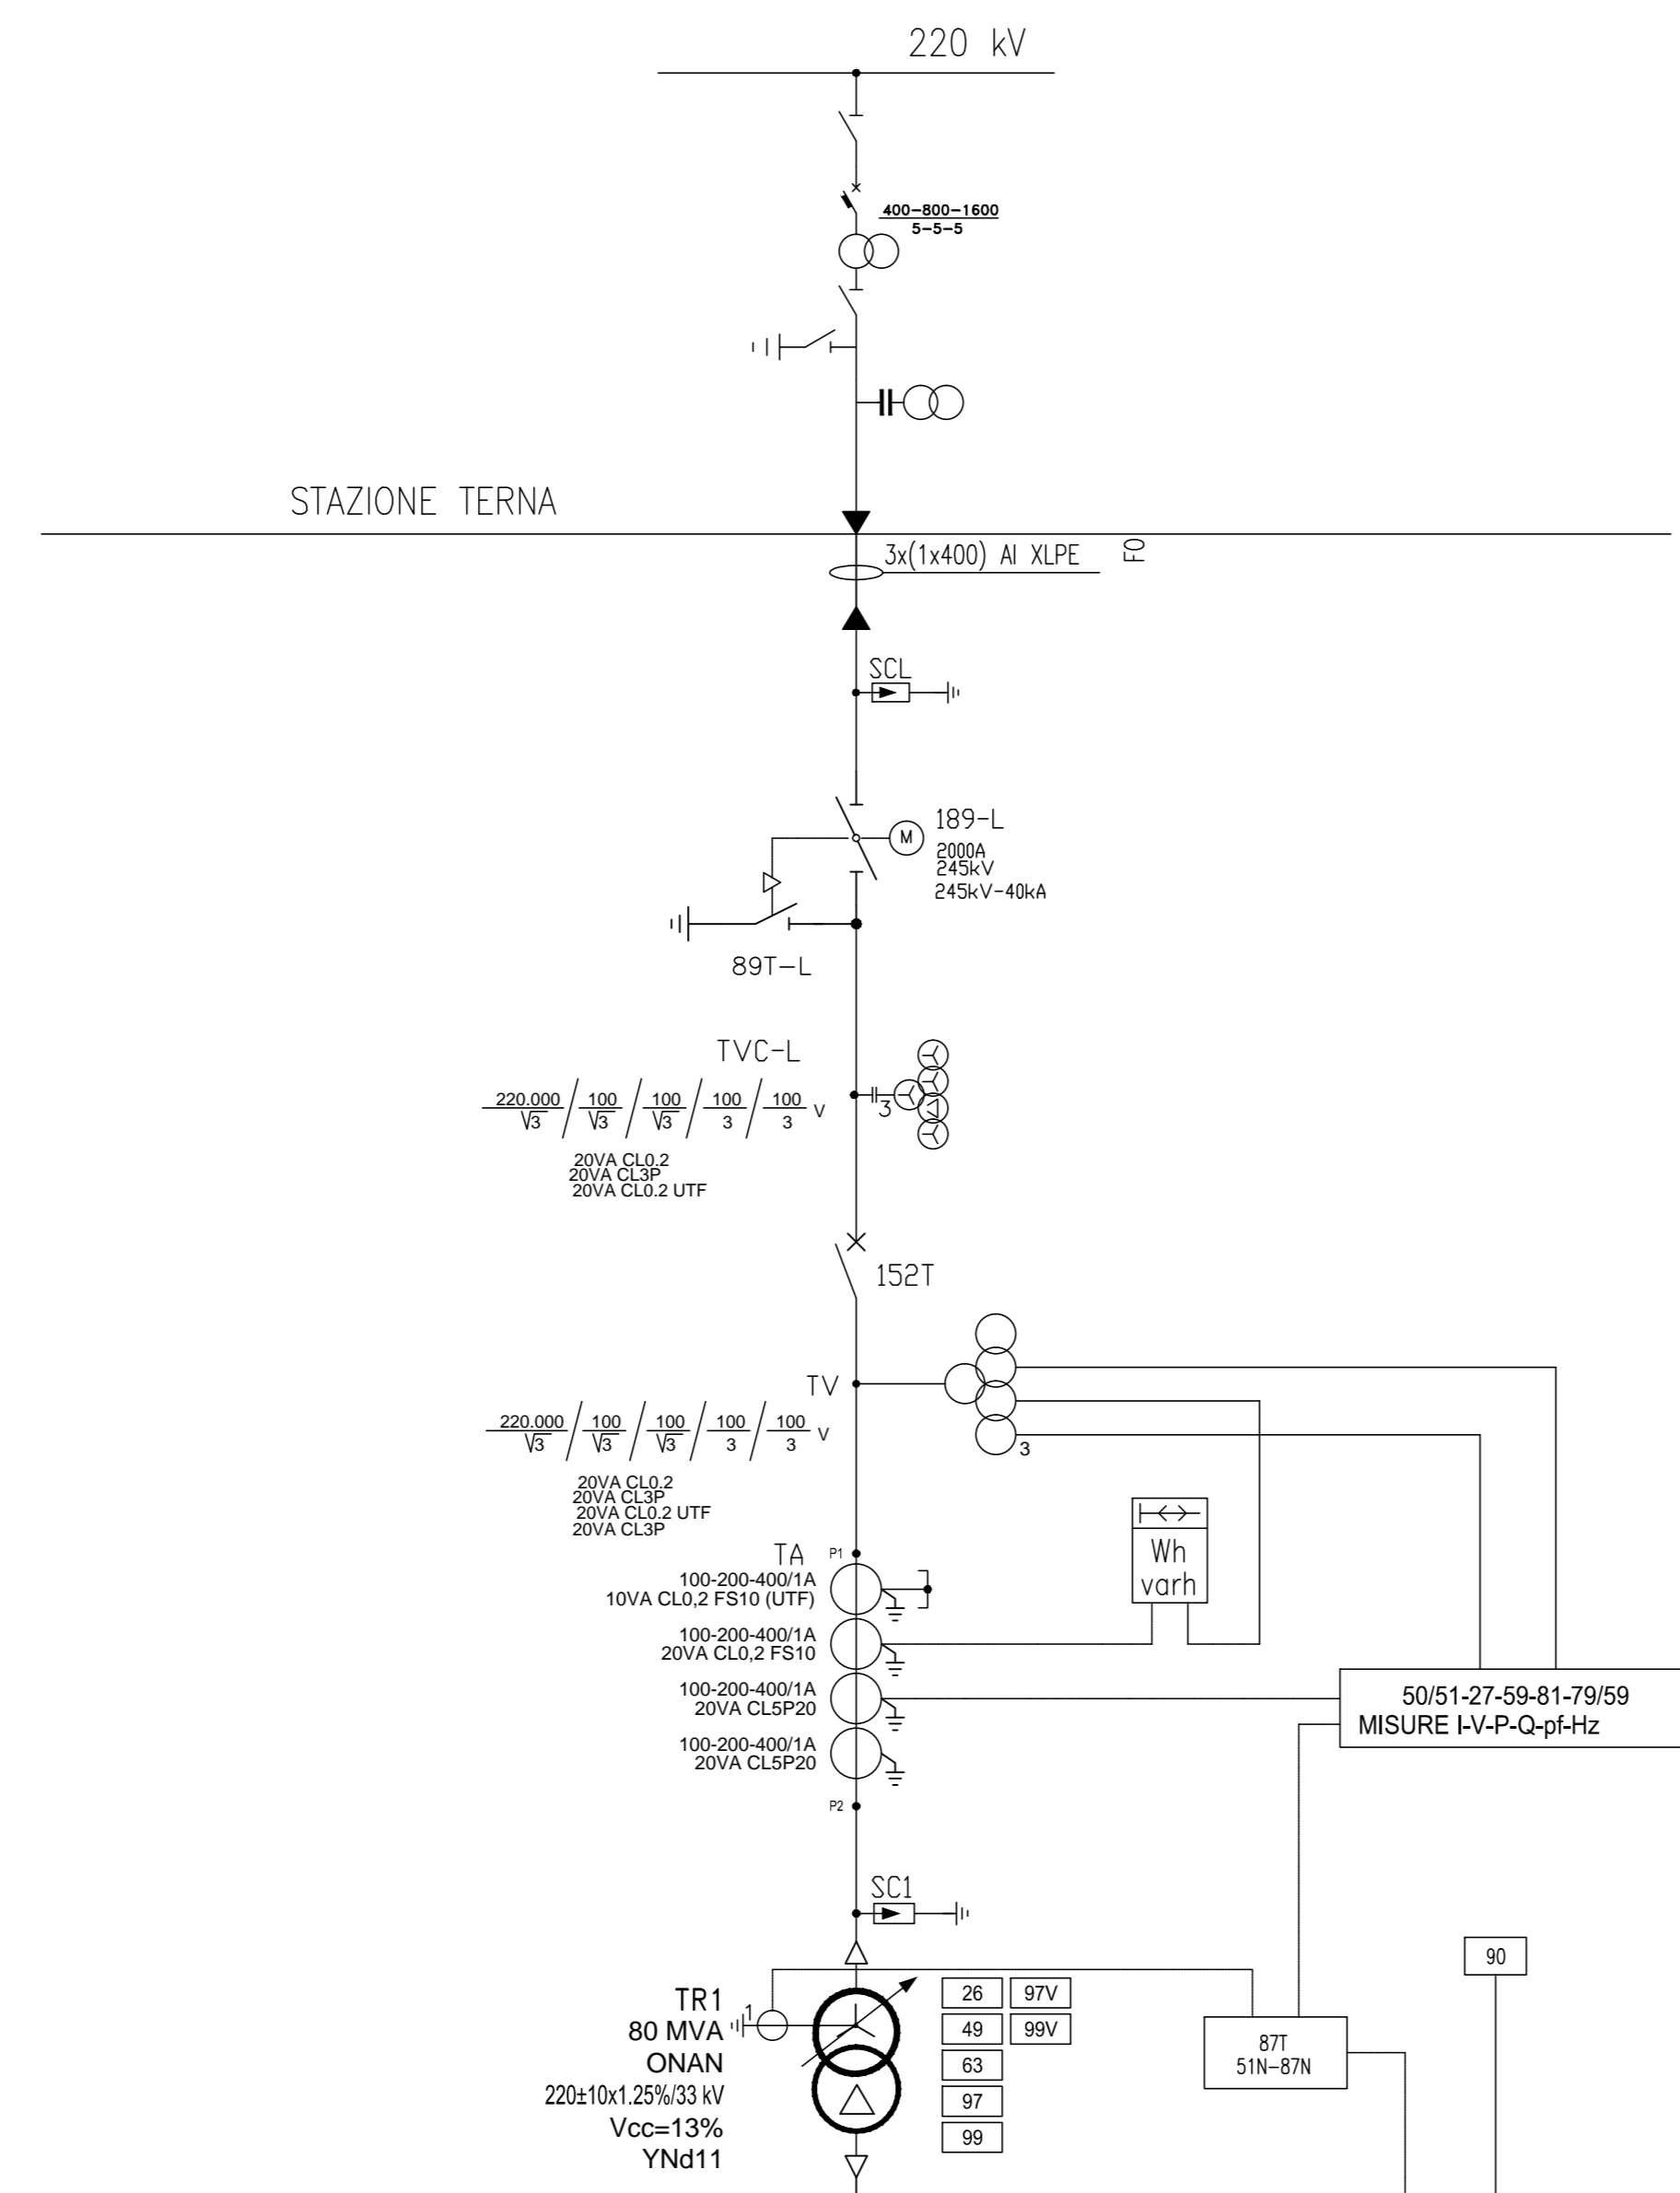 220 kV
400-800-1600
5-5-5
STAZIONE TERNA
3x(1x400) Al XLPE
FO
SCL
M
189-L
2000A
245kV
245kV-40kA
89T-L
TVC-L
220.000/√3 / 100/√3 / 100/√3 / 100/3 / 100/3 V
3
20VA CL0.2
20VA CL3P
20VA CL0.2 UTF
152T
TV
220.000/√3 / 100/√3 / 100/√3 / 100/3 / 100/3 V
3
20VA CL0.2
20VA CL3P
20VA CL0.2 UTF
20VA CL3P
Wh
varh
TA
P1
100-200-400/1A
10VA CL0,2 FS10 (UTF)
100-200-400/1A
20VA CL0,2 FS10
100-200-400/1A
20VA CL5P20
100-200-400/1A
20VA CL5P20
P2
50/51-27-59-81-79/59
MISURE I-V-P-Q-pf-Hz
SC1
90
TR1
80 MVA
ONAN
220±10x1.25%/33 kV
Vcc=13%
YNd11
1
26 97V
49 99V
63
97
99
87T
51N-87N